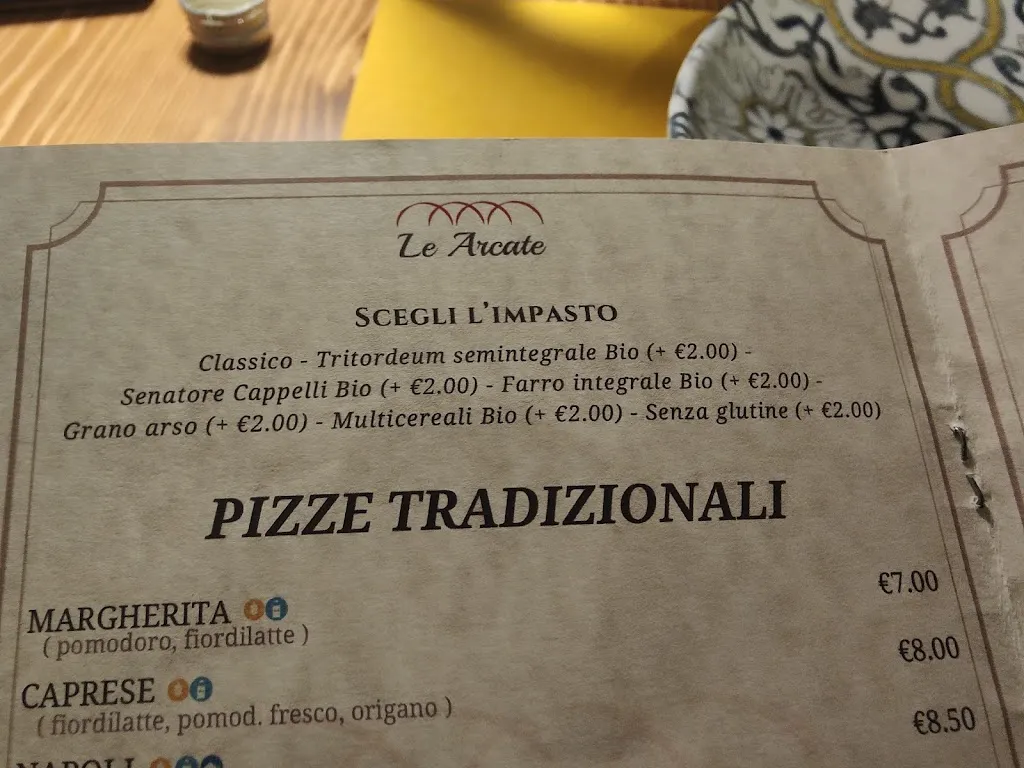 Le Arcate
SCEGLI L'IMPASTO
Classico - Tritordeum semintegrale Bio (+ €2.00) -
Senatore Cappelli Bio (+ €2.00) - Farro integrale Bio (+ €2.00) -
Grano arso (+ €2.00) - Multicereali Bio (+ €2.00) - Senza glutine (+ €2.00)
PIZZE TRADIZIONALI
MARGHERITA €7.00
( pomodoro, fiordilatte )
CAPRESE €8.00
( fiordilatte, pomod. fresco, origano )
NAPOLI €8.50